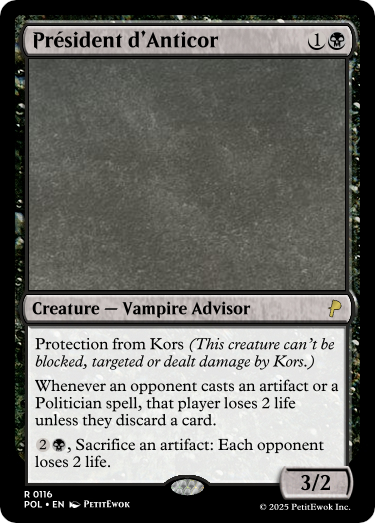 Président d'Anticor
1
Creature — Vampire Advisor
Protection from Kors (This creature can't be
blocked, targeted or dealt damage by Kors.)
Whenever an opponent casts an artifact or a
Politician spell, that player loses 2 life
unless they discard a card.
2, Sacrifice an artifact: Each opponent
loses 2 life.
3/2
R 0116
POL • EN PetitEwok
© 2025 PetitEwok Inc.